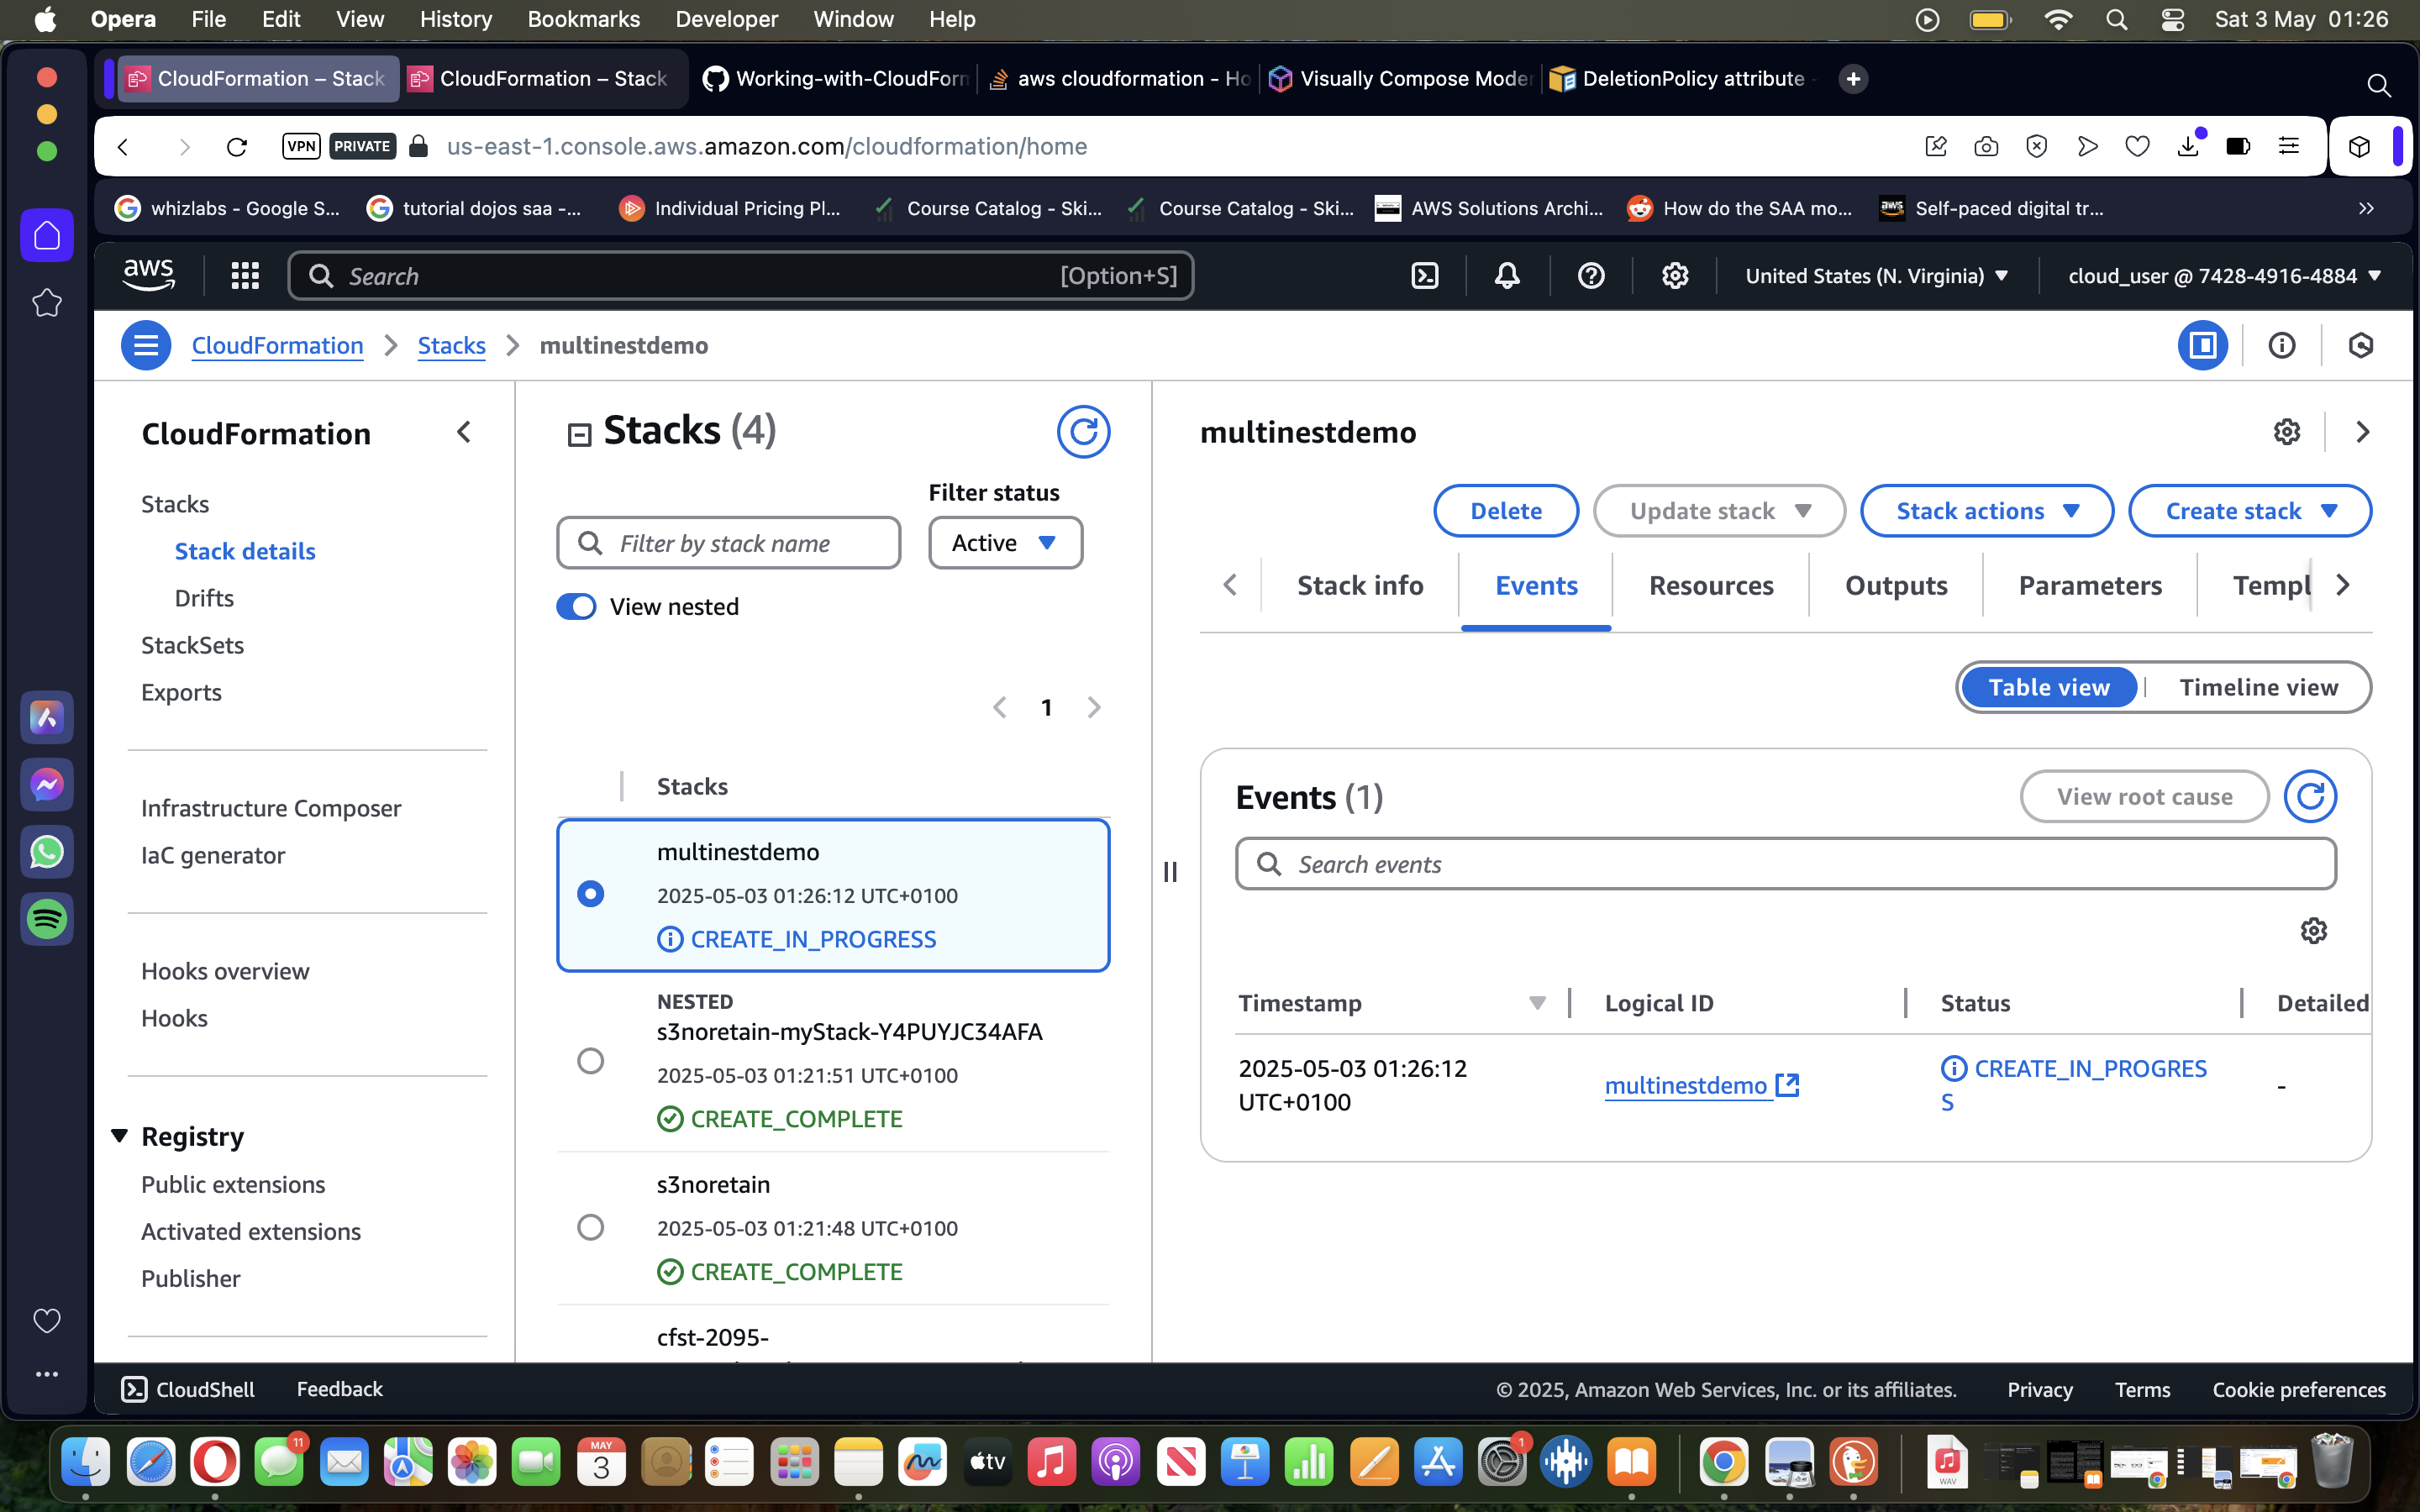 Opera File Edit View History Bookmarks Developer Window Help Sat 3 May 01:26
CloudFormation – Stack CloudFormation – Stack Working-with-CloudForm aws cloudformation - Ho Visually Compose Moder DeletionPolicy attribute -
VPN PRIVATE us-east-1.console.aws.amazon.com/cloudformation/home
whizlabs - Google S... tutorial dojos saa -... Individual Pricing Pl... Course Catalog - Ski... Course Catalog - Ski... AWS Solutions Archi... How do the SAA mo... Self-paced digital tr...
aws Search [Option+S] United States (N. Virginia) cloud_user @ 7428-4916-4884
CloudFormation Stacks multinestdemo
CloudFormation
Stacks
Stack details
Drifts
StackSets
Exports
Infrastructure Composer
IaC generator
Hooks overview
Hooks
Registry
Public extensions
Activated extensions
Publisher
Stacks (4)
Filter status
Filter by stack name
Active
View nested
1
Stacks
multinestdemo
2025-05-03 01:26:12 UTC+0100
CREATE_IN_PROGRESS
NESTED
s3noretain-myStack-Y4PUYJC34AFA
2025-05-03 01:21:51 UTC+0100
CREATE_COMPLETE
s3noretain
2025-05-03 01:21:48 UTC+0100
CREATE_COMPLETE
cfst-2095-
multinestdemo
Delete Update stack Stack actions Create stack
Stack info Events Resources Outputs Parameters Templ
Table view Timeline view
Events (1)
View root cause
Search events
Timestamp Logical ID Status Detailed
2025-05-03 01:26:12
UTC+0100
multinestdemo
CREATE_IN_PROGRES
S
-
CloudShell Feedback © 2025, Amazon Web Services, Inc. or its affiliates. Privacy Terms Cookie preferences
11
MAY
3
tv
1
WAV